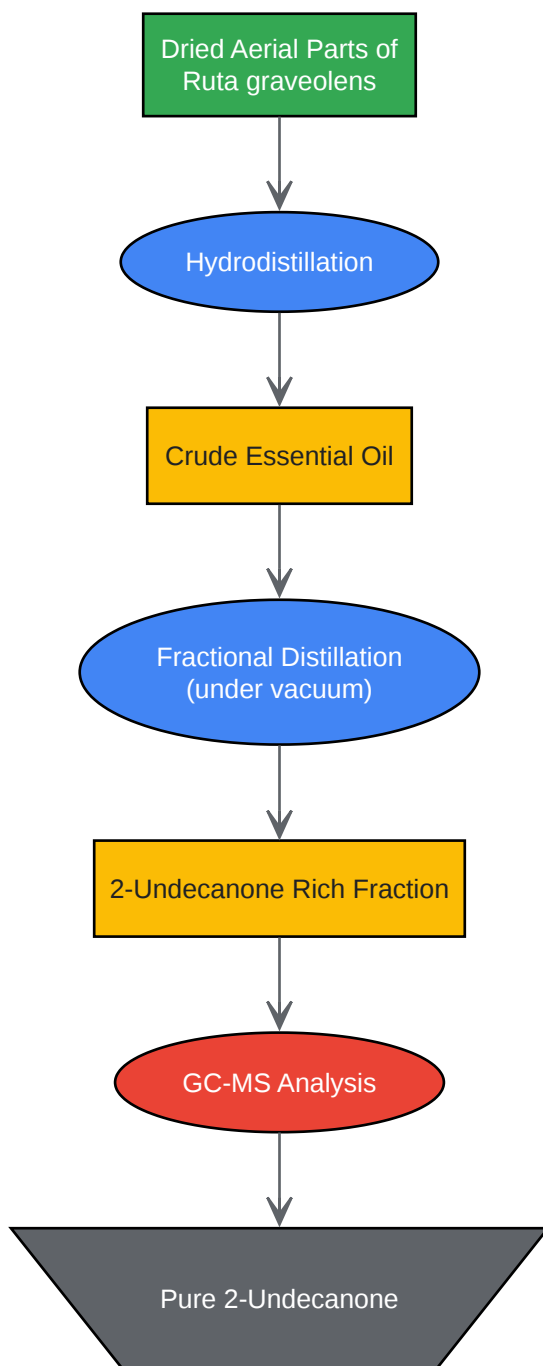 Dried Aerial Parts of
Ruta graveolens
Hydrodistillation
Crude Essential Oil
Fractional Distillation
(under vacuum)
2-Undecanone Rich Fraction
GC-MS Analysis
Pure 2-Undecanone